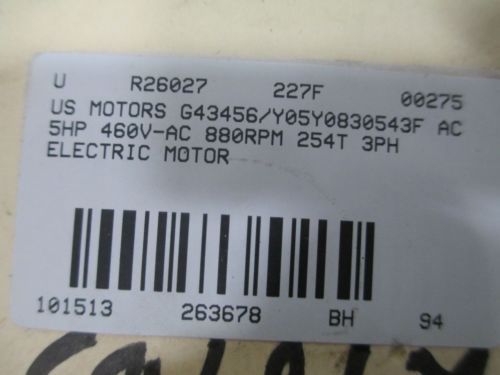 U R26027 227F 00275
US MOTORS G43456/Y05Y0830543F AC
5HP 460V-AC 880RPM 254T 3PH
ELECTRIC MOTOR
101513 263678 BH 94